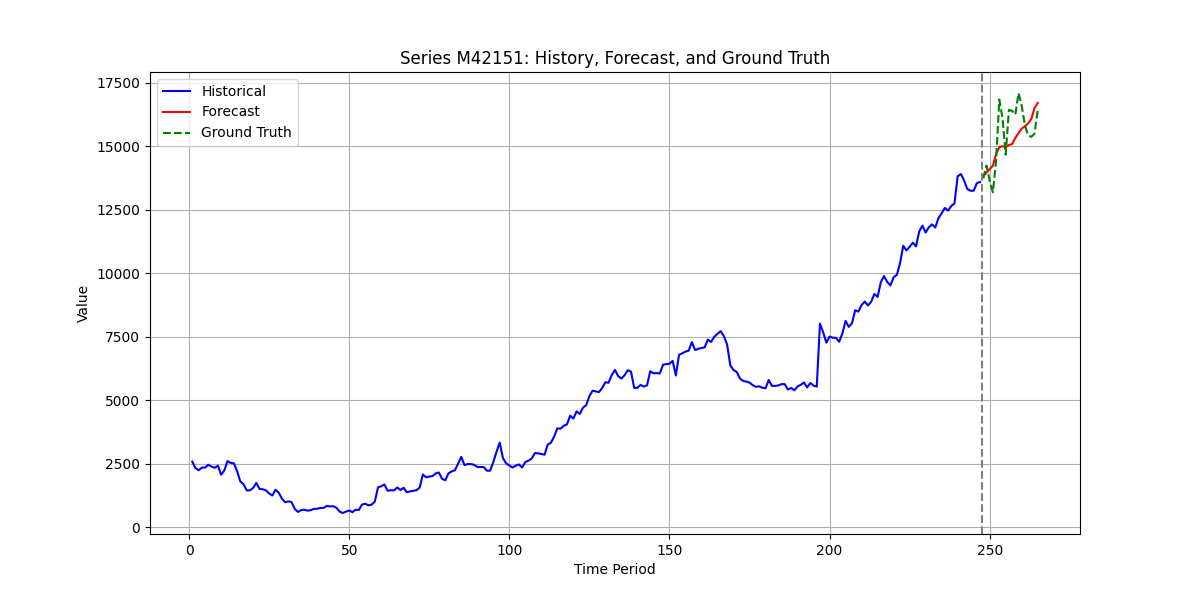 Series M42151: History, Forecast, and Ground Truth
Historical
Forecast
Ground Truth
17500
15000
12500
10000
7500
5000
2500
0
Value
0 50 100 150 200 250
Time Period